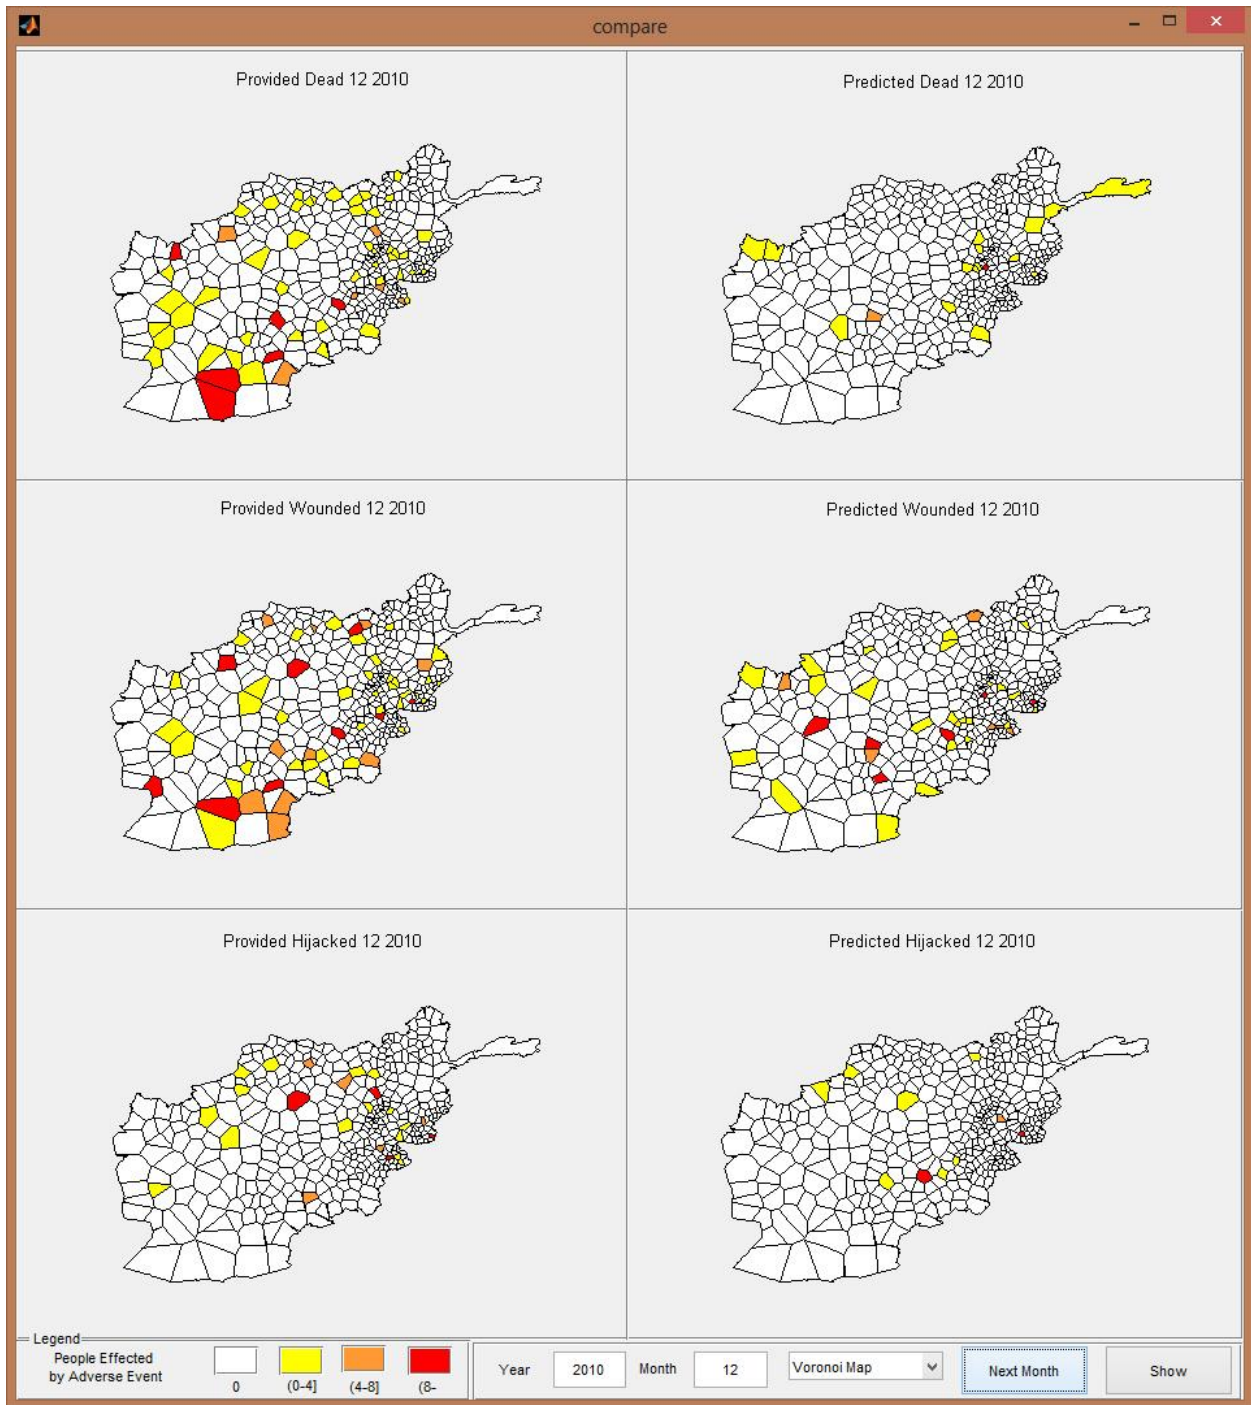 compare
Provided Dead 12 2010
Predicted Dead 12 2010
Provided Wounded 12 2010
Predicted Wounded 12 2010
Provided Hijacked 12 2010
Predicted Hijacked 12 2010
Legend
People Effected
by Adverse Event
0
(0-4]
(4-8]
(8-
Year
2010
Month
12
Voronoi Map
Next Month
Show